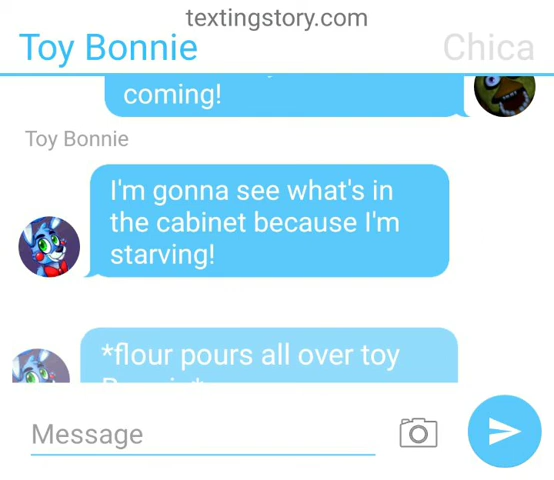 textingstory.com
Toy Bonnie
Chica
coming!
Toy Bonnie
I'm gonna see what's in
the cabinet because I'm
starving!
*flour pours all over toy
Message